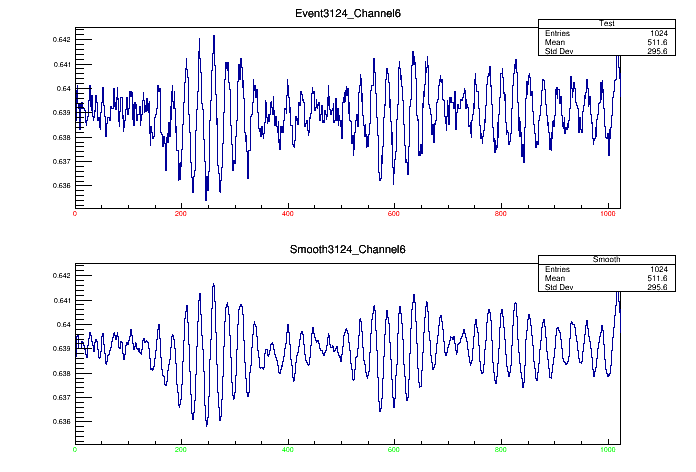 Event3124_Channel6
Test
Entries 1024
Mean 511.6
Std Dev 295.6
0.642
0.641
0.64
0.639
0.638
0.637
0.636
0 200 400 600 800 1000
Smooth3124_Channel6
Smooth
Entries 1024
Mean 511.6
Std Dev 295.6
0.642
0.641
0.64
0.639
0.638
0.637
0.636
0 200 400 600 800 1000